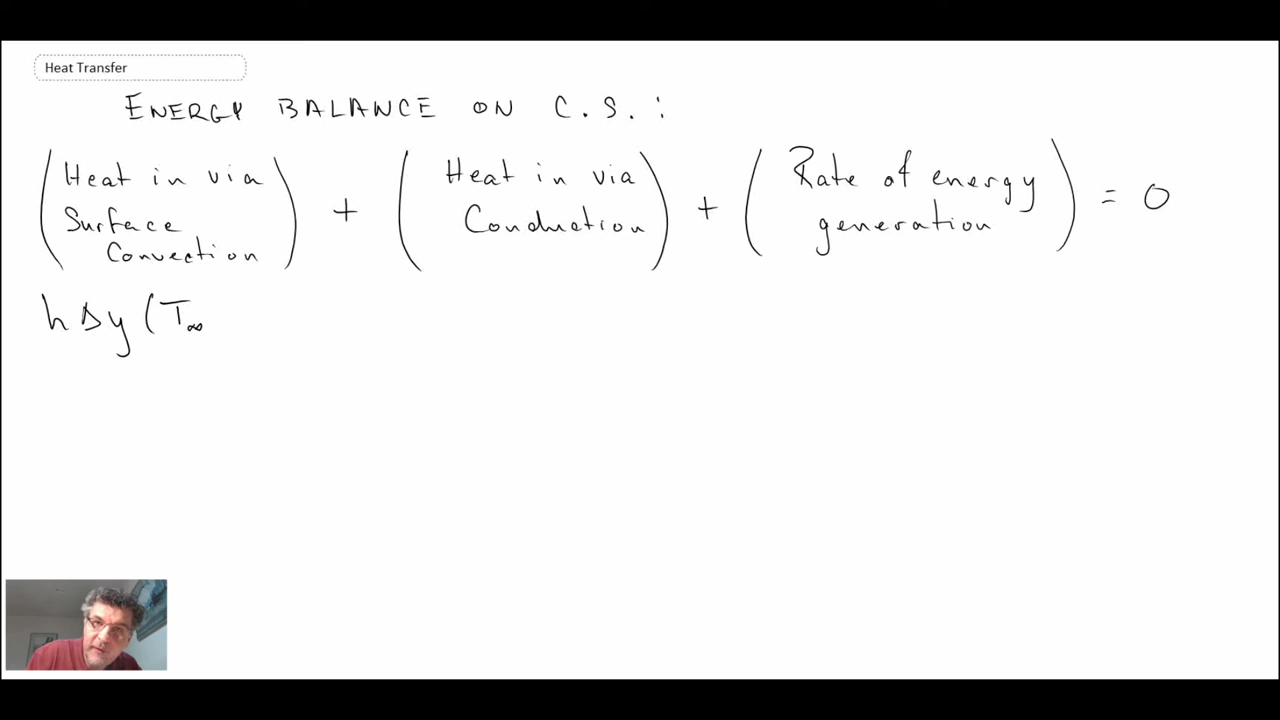 Heat Transfer
ENERGY BALANCE ON C.S.:
(Heat in via Surface Convection) + (Heat in via Conduction) + (Rate of energy generation) = 0
hΔy (T∞